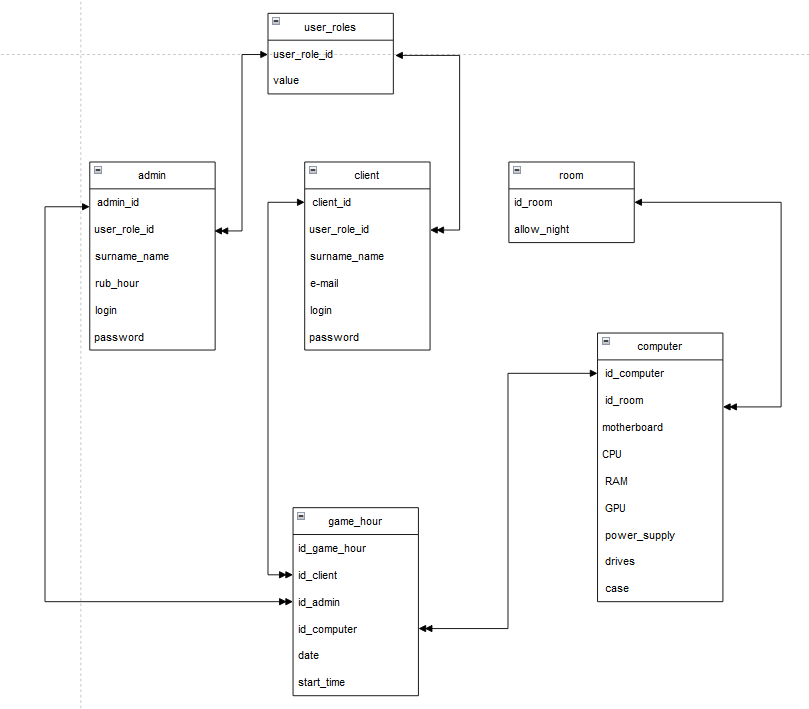 user_roles
user_role_id
value
admin
admin_id
user_role_id
surname_name
rub_hour
login
password
client
client_id
user_role_id
surname_name
e-mail
login
password
room
id_room
allow_night
computer
id_computer
id_room
motherboard
CPU
RAM
GPU
power_supply
drives
case
game_hour
id_game_hour
id_client
id_admin
id_computer
date
start_time